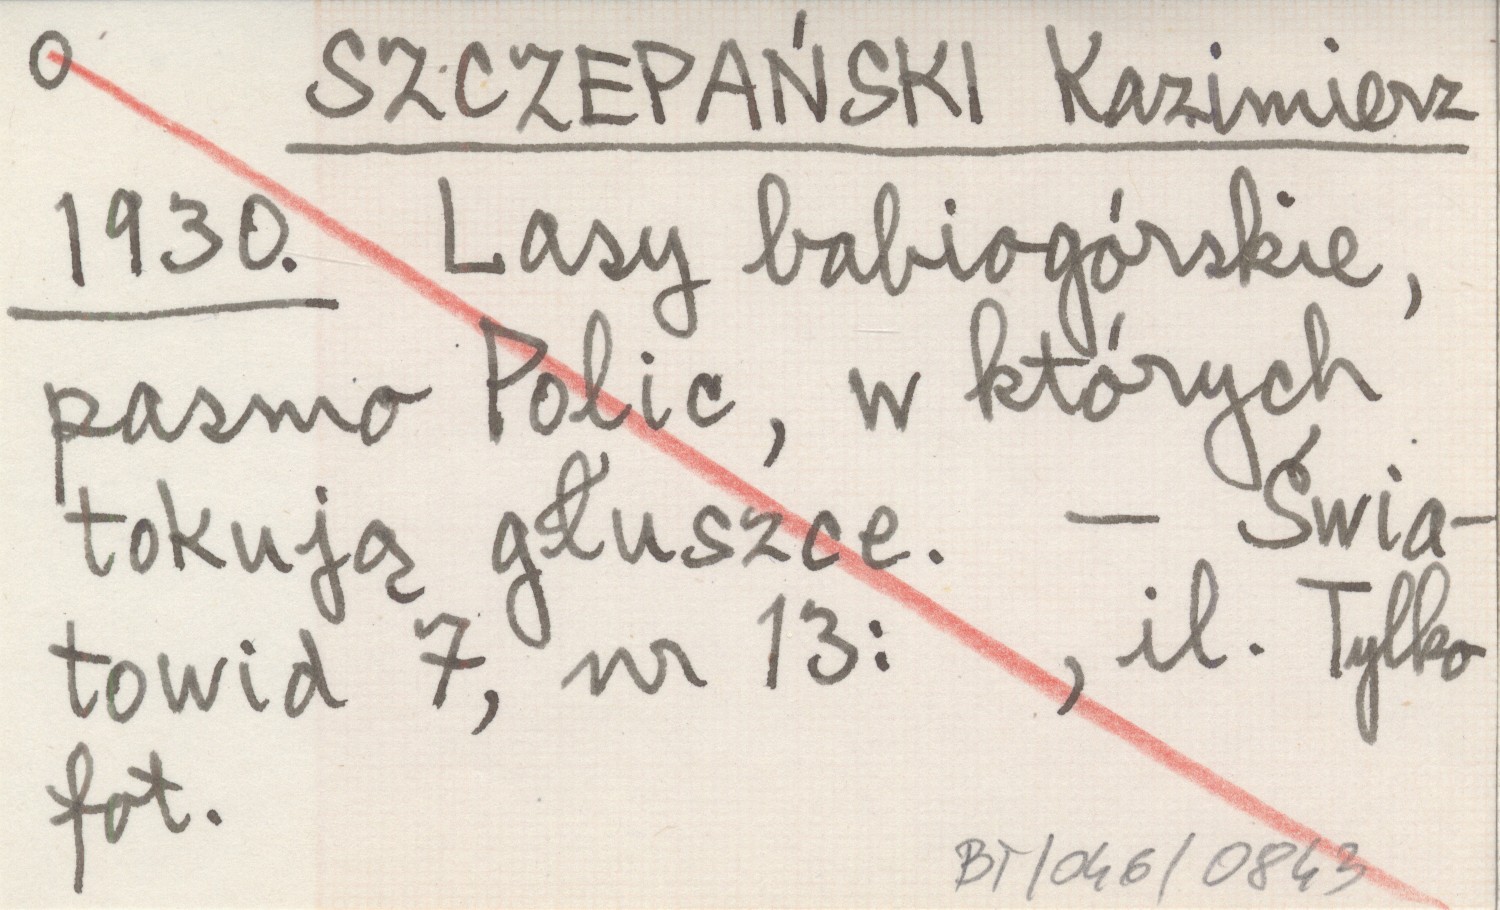 O SZCZEPAŃSKI Kazimierz
1930. Lasy babiogórskie,
pasmo Polic, w których
tokują głuszce. — Świa-
towid 7, nr 13: , il. Tylko
fot.
BT/046/0843